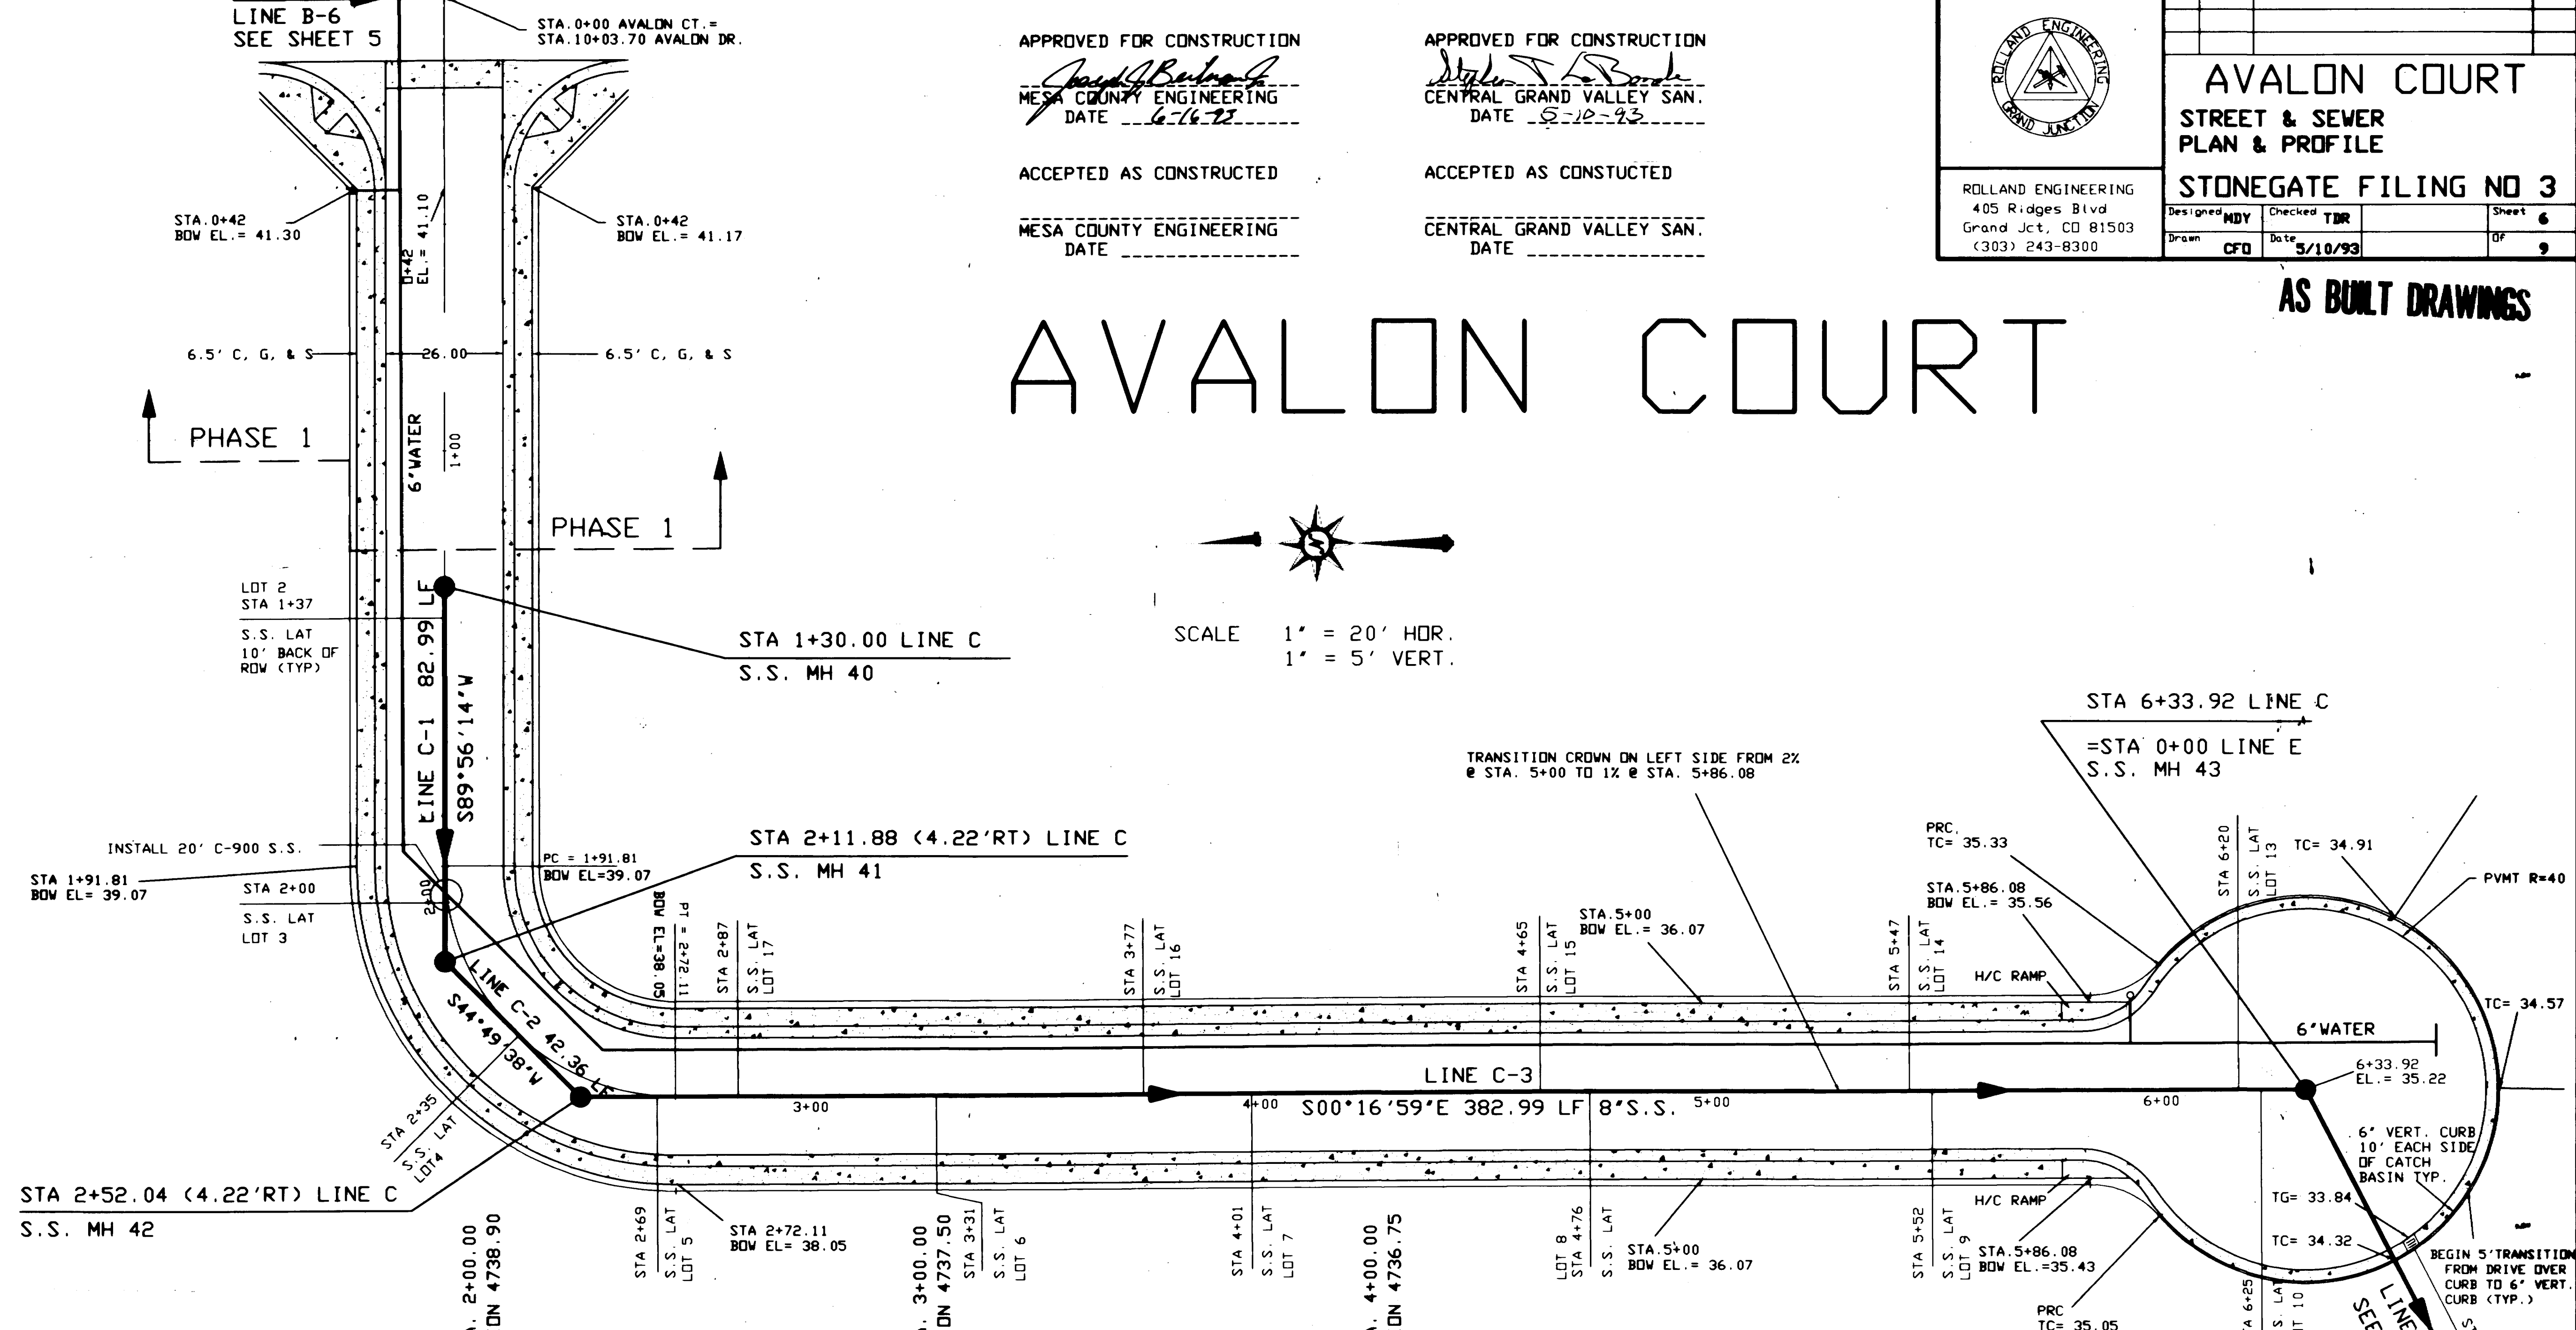 LINE B-6
SEE SHEET 5
STA.0+00 AVALON CT.=
STA.10+03.70 AVALON DR.
APPROVED FOR CONSTRUCTION
MESA COUNTY ENGINEERING
DATE 6-16-93
APPROVED FOR CONSTRUCTION
CENTRAL GRAND VALLEY SAN.
DATE 5-10-93
ACCEPTED AS CONSTRUCTED
MESA COUNTY ENGINEERING
DATE
ACCEPTED AS CONSTUCTED
CENTRAL GRAND VALLEY SAN.
DATE
ROLLAND ENGINEERING
GRAND JUNCTION
ROLLAND ENGINEERING
405 Ridges Blvd
Grand Jct, CO 81503
(303) 243-8300
AVALON COURT
STREET & SEWER
PLAN & PROFILE
STONEGATE FILING NO 3
Designed MDY
Checked TDR
Sheet 6
Drawn CFO
Date 5/10/93
Of 9
AS BUILT DRAWINGS
AVALON COURT
STA.0+42
BOW EL.= 41.30
0+42
EL.= 41.10
STA.0+42
BOW EL.= 41.17
6.5' C, G, & S
26.00
6.5' C, G, & S
PHASE 1
6"WATER
1+00
PHASE 1
LOT 2
STA 1+37
S.S. LAT
10' BACK OF
ROW (TYP)
LINE C-1 82.99 LF
S89°56'14"W
STA 1+30.00 LINE C
S.S. MH 40
SCALE 1" = 20' HOR.
1" = 5' VERT.
STA 6+33.92 LINE C
=STA 0+00 LINE E
S.S. MH 43
TRANSITION CROWN ON LEFT SIDE FROM 2%
@ STA. 5+00 TO 1% @ STA. 5+86.08
INSTALL 20' C-900 S.S.
STA 1+91.81
BOW EL= 39.07
STA 2+00
S.S. LAT
LOT 3
2+00
PC = 1+91.81
BOW EL=39.07
STA 2+11.88 (4.22'RT) LINE C
S.S. MH 41
BOW EL=38.05
PT = 2+72.11
STA 2+87
S.S. LAT
LOT 17
STA 3+77
S.S. LAT
LOT 16
STA 4+65
S.S. LAT
LOT 15
STA.5+00
BOW EL.= 36.07
STA 5+47
S.S. LAT
LOT 14
PRC
TC= 35.33
STA.5+86.08
BOW EL.= 35.56
H/C RAMP
STA 6+20
S.S. LAT
LOT 13
TC= 34.91
PVMT R=40
TC= 34.57
6"WATER
6+33.92
EL.= 35.22
LINE C-2 42.36 LF
S44°49'38"W
STA 2+35
S.S. LAT
LOT4
LINE C-3
3+00
4+00
S00°16'59"E 382.99 LF 8"S.S.
5+00
6+00
6" VERT. CURB
10' EACH SIDE
OF CATCH
BASIN TYP.
TG= 33.84
TC= 34.32
BEGIN 5'TRANSITION
FROM DRIVE OVER
CURB TO 6" VERT.
CURB (TYP.)
STA 2+52.04 (4.22'RT) LINE C
S.S. MH 42
2+00.00
ON 4738.90
STA 2+69
S.S. LAT
LOT 5
STA 2+72.11
BOW EL= 38.05
3+00.00
ON 4737.50
STA 3+31
S.S. LAT
LOT 6
STA 4+01
S.S. LAT
LOT 7
4+00.00
ON 4736.75
LOT 8
STA 4+76
S.S. LAT
STA.5+00
BOW EL.= 36.07
STA 5+52
S.S. LAT
LOT 9
H/C RAMP
STA.5+86.08
BOW EL.=35.43
PRC
TC= 35.05
STA 6+25
S.S. LAT
10
LINE
SEE